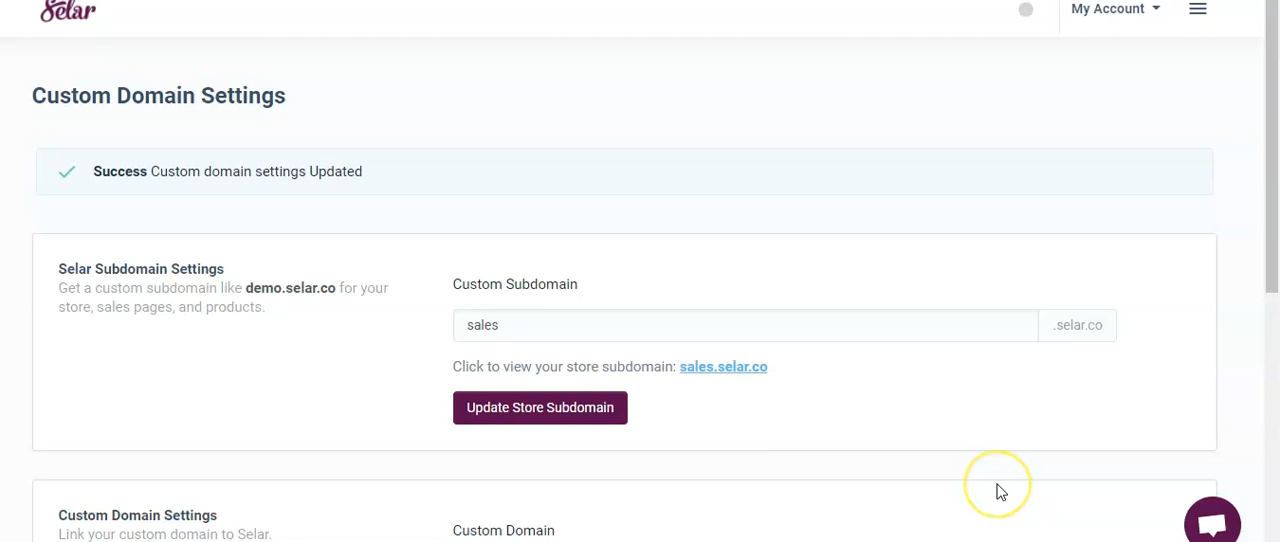 Selar
My Account
Custom Domain Settings
Success Custom domain settings Updated
Selar Subdomain Settings
Get a custom subdomain like demo.selar.co for your
store, sales pages, and products.
Custom Subdomain
sales
.selar.co
Click to view your store subdomain: sales.selar.co
Update Store Subdomain
Custom Domain Settings
Link your custom domain to Selar.
Custom Domain